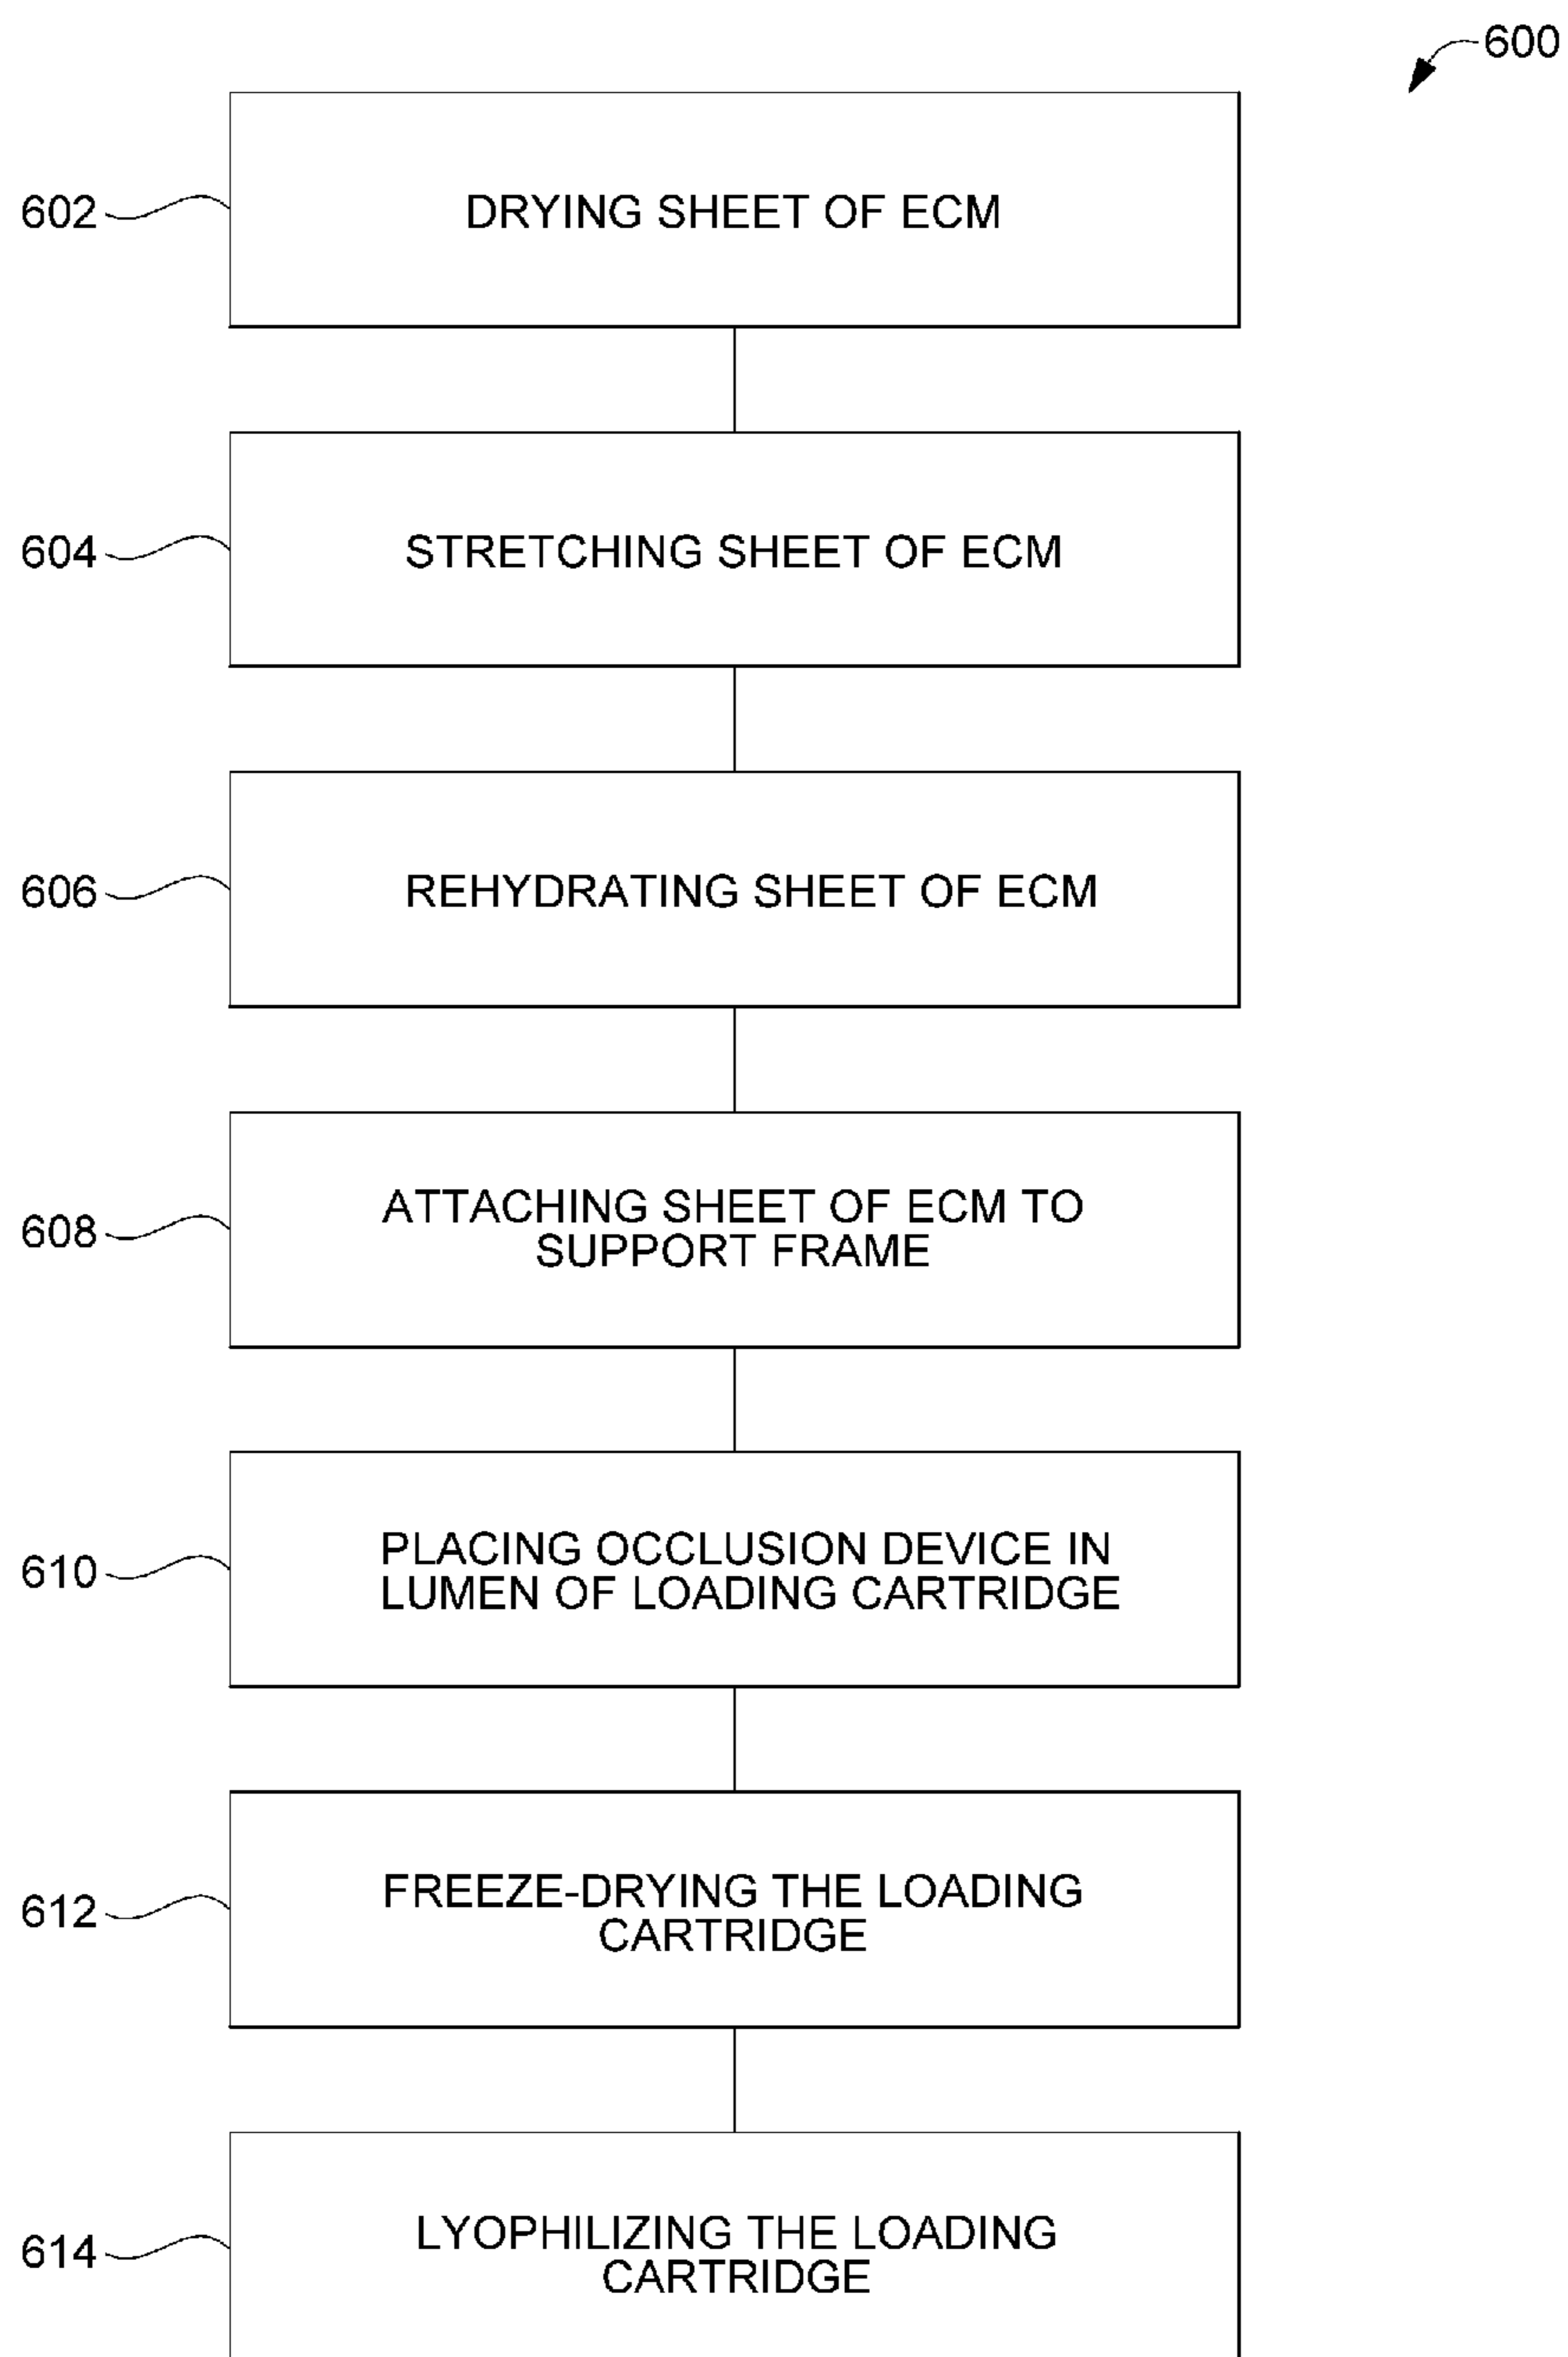 600
602
DRYING SHEET OF ECM
604
STRETCHING SHEET OF ECM
606
REHYDRATING SHEET OF ECM
608
ATTACHING SHEET OF ECM TO
SUPPORT FRAME
610
PLACING OCCLUSION DEVICE IN
LUMEN OF LOADING CARTRIDGE
612
FREEZE-DRYING THE LOADING
CARTRIDGE
614
LYOPHILIZING THE LOADING
CARTRIDGE